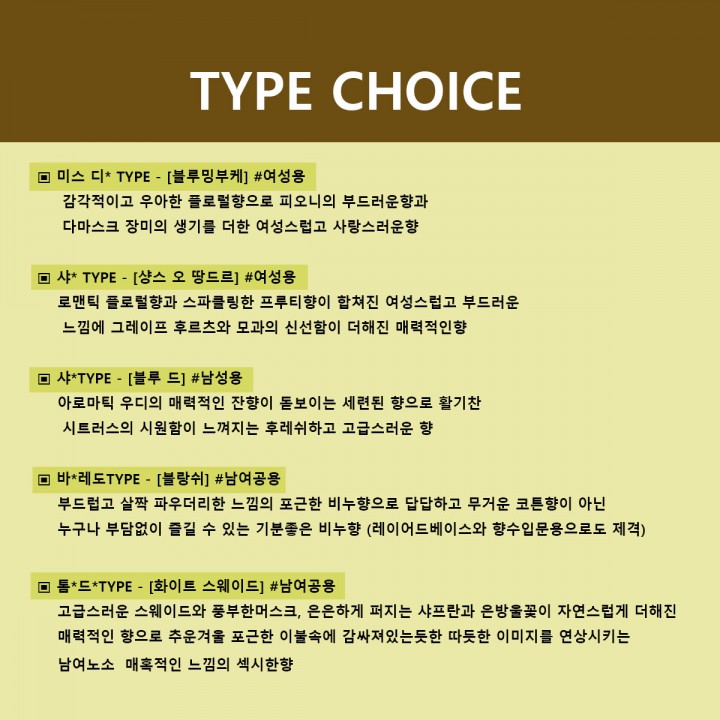 TYPE CHOICE
▣ 미스 디* TYPE - [블루밍부케] #여성용
감각적이고 우아한 플로럴향으로 피오니의 부드러운향과
다마스크 장미의 생기를 더한 여성스럽고 사랑스러운향
▣ 샤* TYPE - [샹스 오 땅드르] #여성용
로맨틱 플로럴향과 스파클링한 프루티향이 합쳐진 여성스럽고 부드러운
느낌에 그레이프 후르츠와 모과의 신선함이 더해진 매력적인향
▣ 샤*TYPE - [블루 드] #남성용
아로마틱 우디의 매력적인 잔향이 돋보이는 세련된 향으로 활기찬
시트러스의 시원함이 느껴지는 후레쉬하고 고급스러운 향
▣ 바*레도TYPE - [블랑쉬] #남여공용
부드럽고 살짝 파우더리한 느낌의 포근한 비누향으로 답답하고 무거운 코튼향이 아닌
누구나 부담없이 즐길 수 있는 기분좋은 비누향 (레이어드베이스와 향수입문용으로도 제격)
▣ 톰*드*TYPE - [화이트 스웨이드] #남여공용
고급스러운 스웨이드와 풍부한머스크, 은은하게 퍼지는 샤프란과 은방울꽃이 자연스럽게 더해진
매력적인 향으로 추운겨울 포근한 이불속에 감싸져있는듯한 따듯한 이미지를 연상시키는
남여노소 매혹적인 느낌의 섹시한향